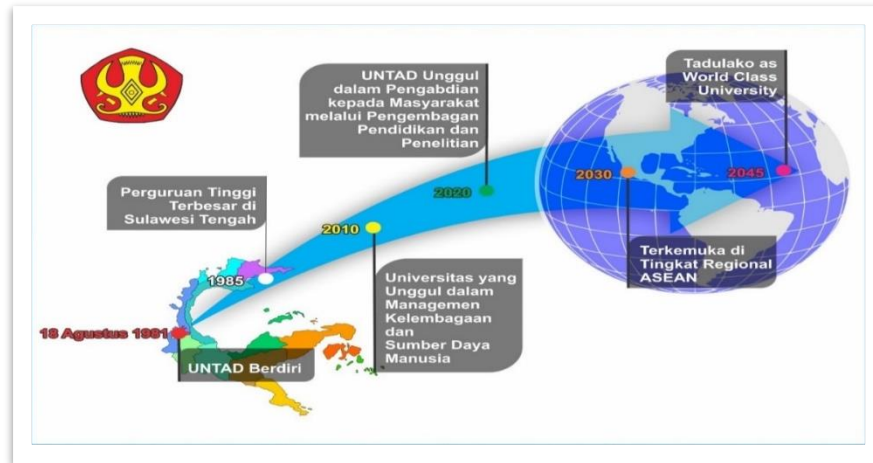 18 Agustus 1981
UNTAD Berdiri
Perguruan Tinggi
Terbesar di
Sulawesi Tengah
1985
2010
Universitas yang
Unggul dalam
Managemen
Kelembagaan
dan
Sumber Daya
Manusia
UNTAD Unggul
dalam Pengabdian
kepada Masyarakat
melalui Pengembagan
Pendidikan dan
Penelitian
2020
2030
Terkemuka di
Tingkat Regional
ASEAN
Tadulako as
World Class
University
2045